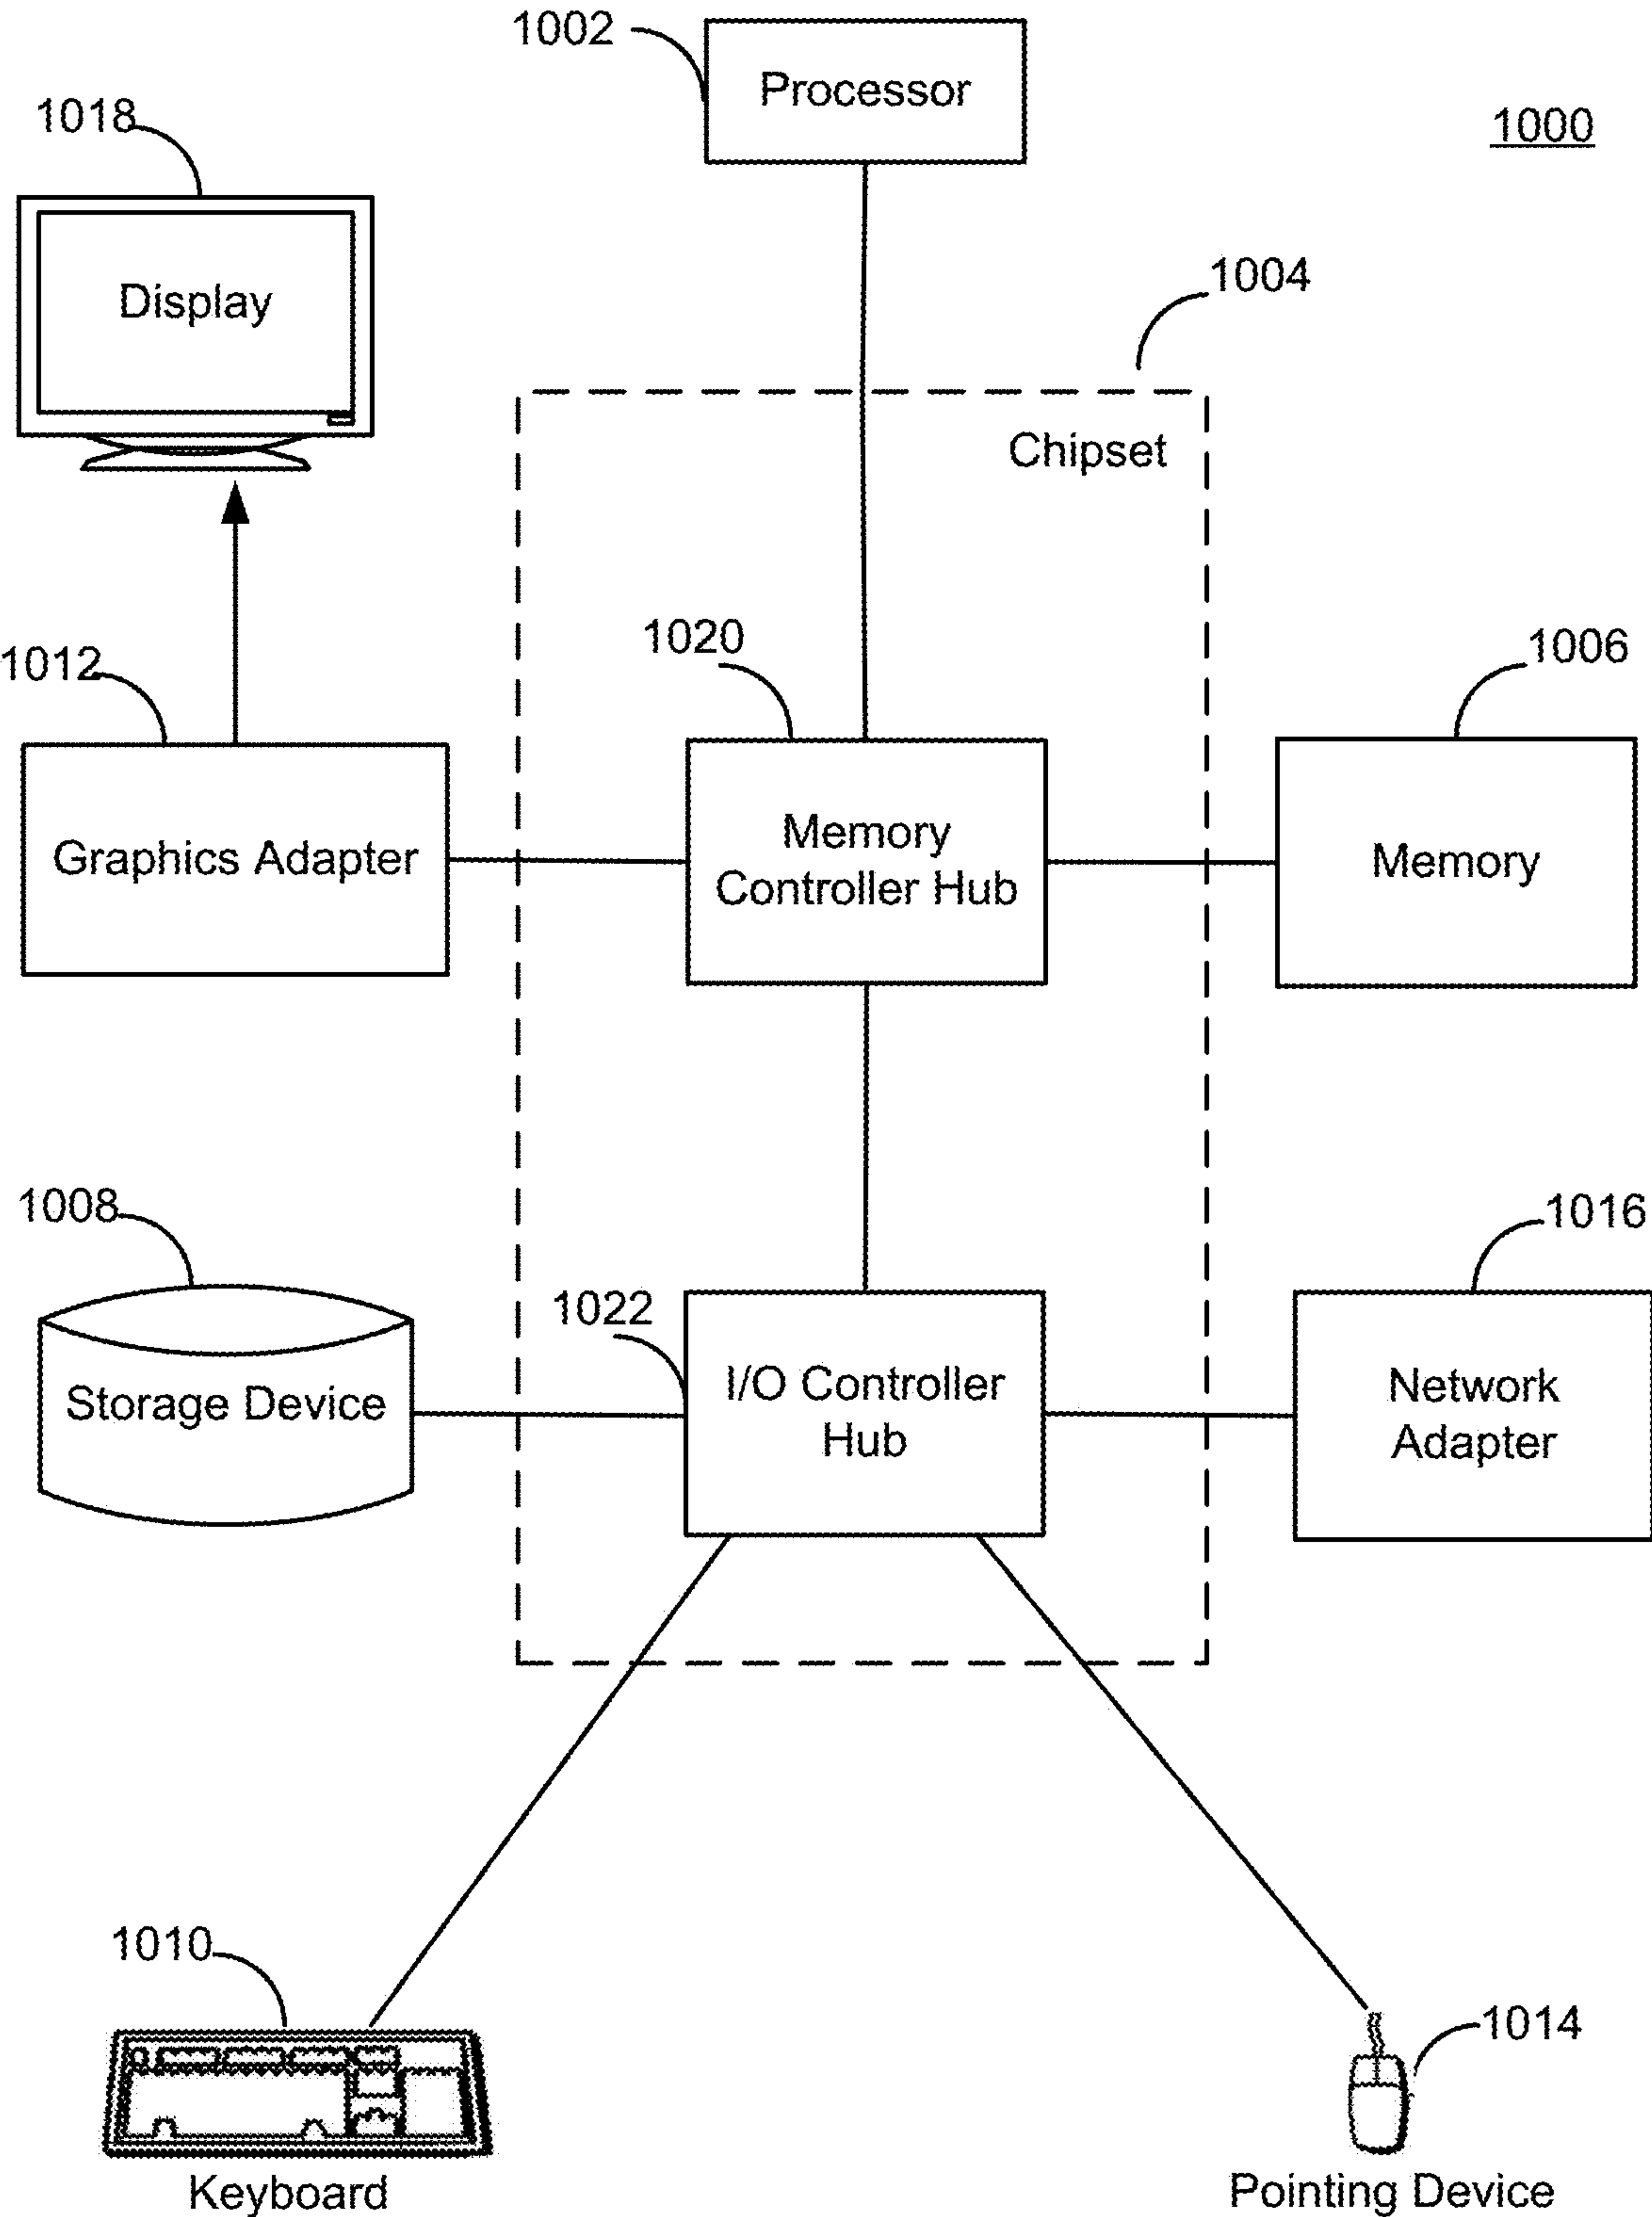 1002
Processor
1000
1018
Display
1004
Chipset
1012
Graphics Adapter
1020
Memory
Controller Hub
1006
Memory
1008
Storage Device
1022
I/O Controller
Hub
1016
Network
Adapter
1010
Keyboard
1014
Pointing Device